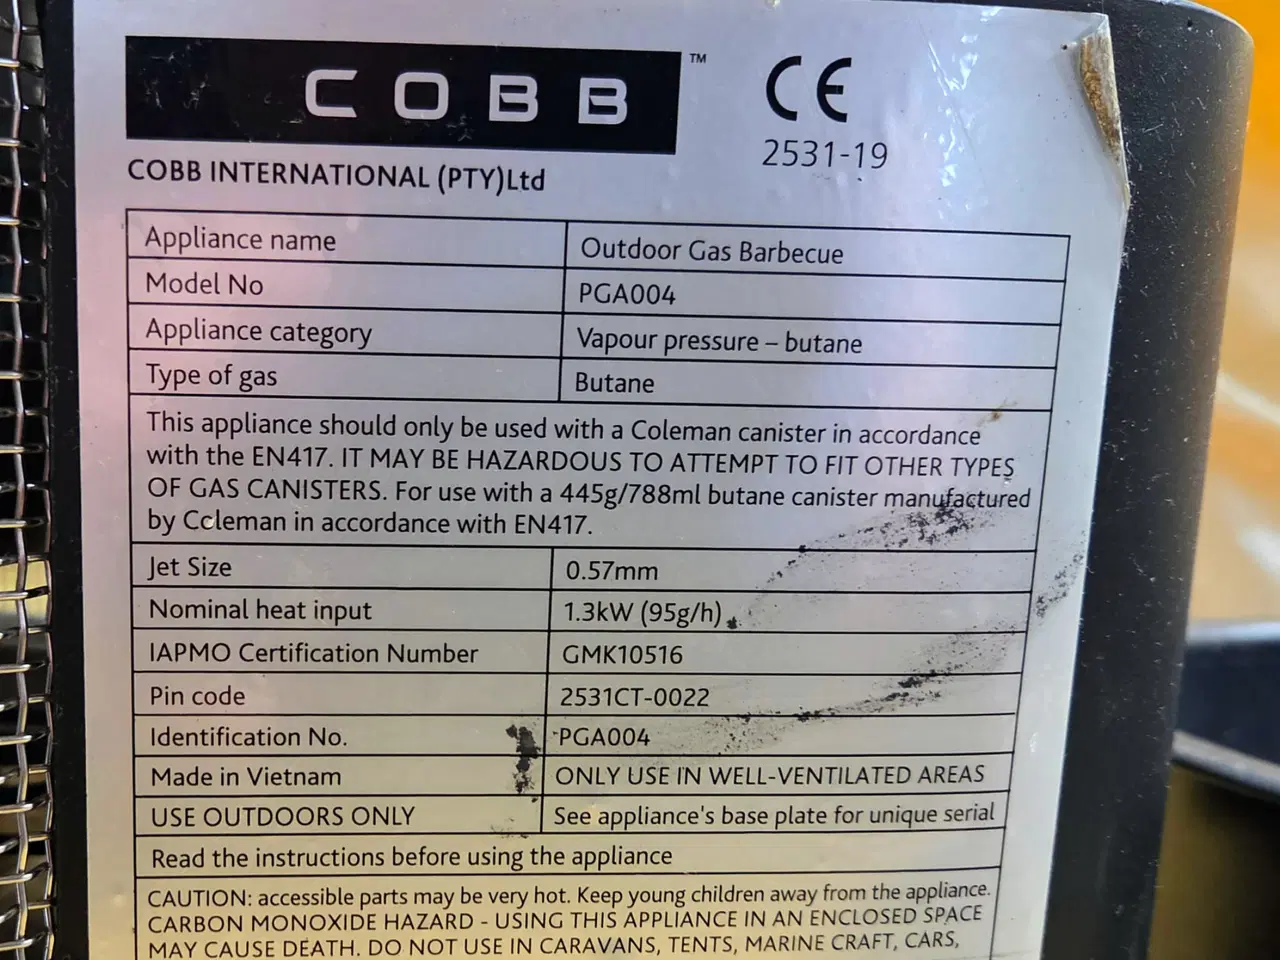 COBB ™
CE
2531-19
COBB INTERNATIONAL (PTY)Ltd
Appliance name Outdoor Gas Barbecue
Model No PGA004
Appliance category Vapour pressure – butane
Type of gas Butane
This appliance should only be used with a Coleman canister in accordance
with the EN417. IT MAY BE HAZARDOUS TO ATTEMPT TO FIT OTHER TYPES
OF GAS CANISTERS. For use with a 445g/788ml butane canister manufactured
by Coleman in accordance with EN417.
Jet Size 0.57mm
Nominal heat input 1.3kW (95g/h)
IAPMO Certification Number GMK10516
Pin code 2531CT-0022
Identification No. PGA004
Made in Vietnam ONLY USE IN WELL-VENTILATED AREAS
USE OUTDOORS ONLY See appliance's base plate for unique serial
Read the instructions before using the appliance
CAUTION: accessible parts may be very hot. Keep young children away from the appliance.
CARBON MONOXIDE HAZARD - USING THIS APPLIANCE IN AN ENCLOSED SPACE
MAY CAUSE DEATH. DO NOT USE IN CARAVANS, TENTS, MARINE CRAFT, CARS,